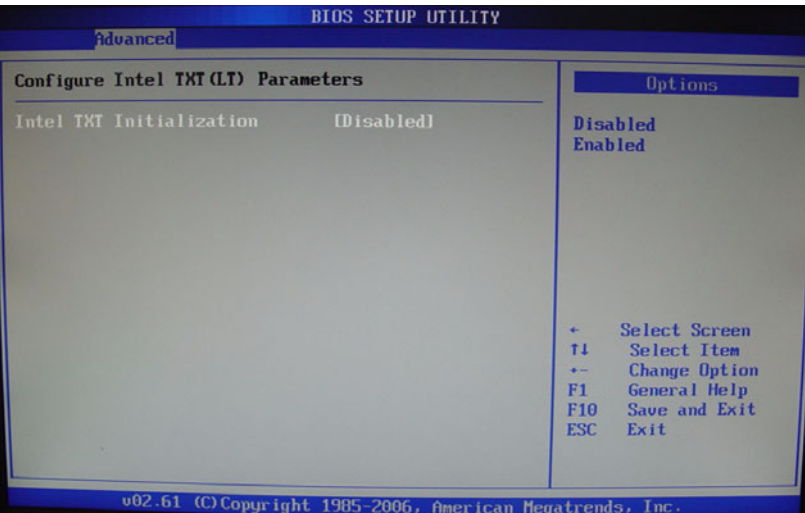 BIOS SETUP UTILITY
Advanced
Configure Intel TXT(LT) Parameters
Intel TXT Initialization [Disabled]
Options
Disabled
Enabled
← Select Screen
↑↓ Select Item
+- Change Option
F1 General Help
F10 Save and Exit
ESC Exit
v02.61 (C)Copyright 1985-2006, American Megatrends, Inc.